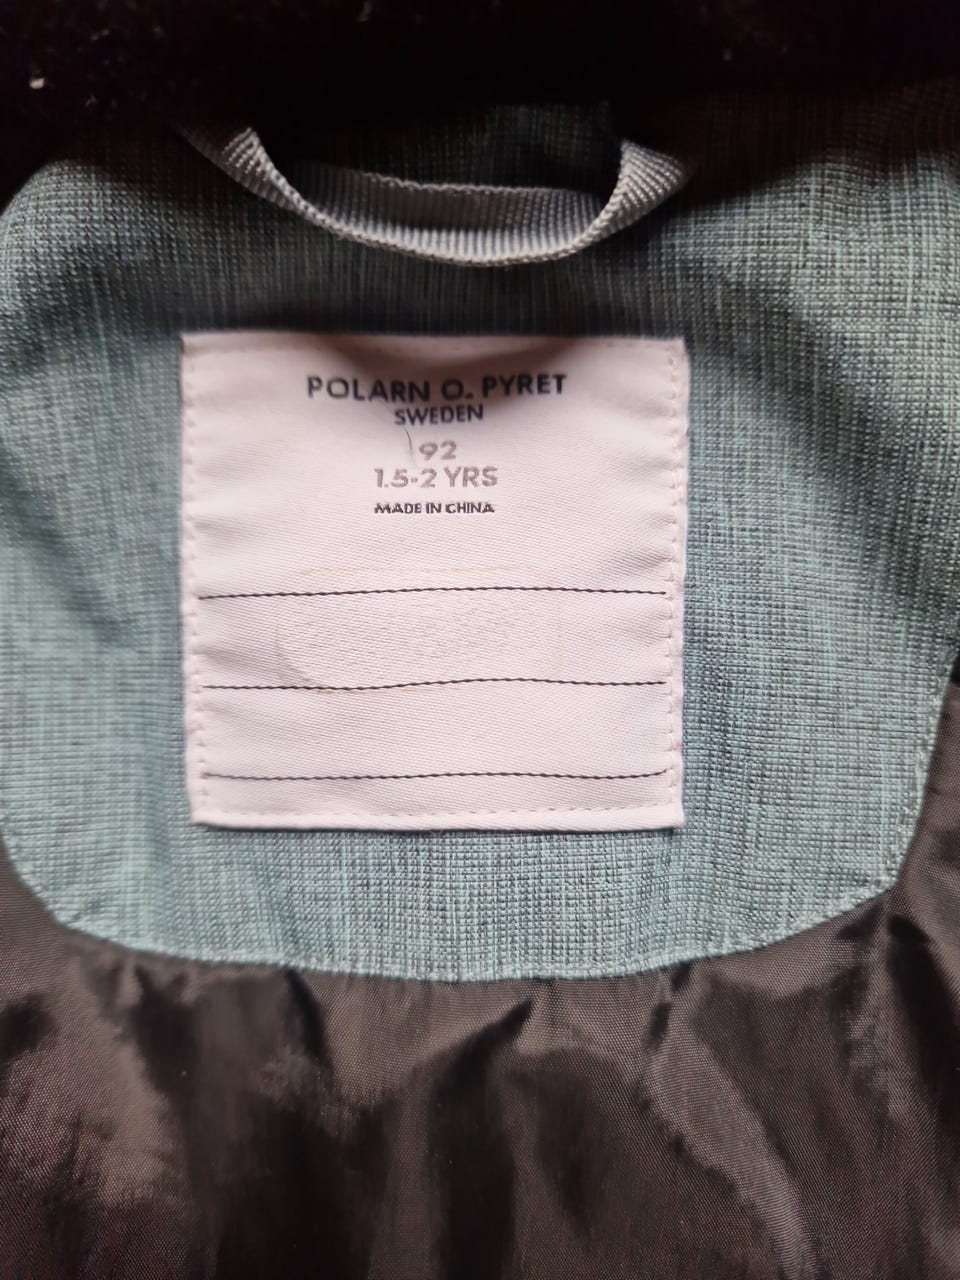 POLARN O. PYRET
SWEDEN
92
1.5-2 YRS
MADE IN CHINA